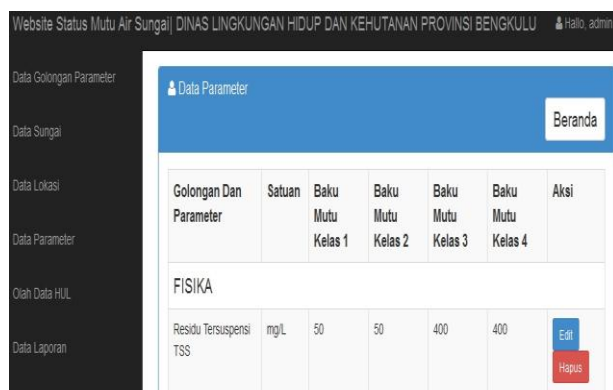 Website Status Mutu Air Sungai| DINAS LINGKUNGAN HIDUP DAN KEHUTANAN PROVINSI BENGKULU
Hallo, admin
Data Golongan Parameter
Data Sungai
Data Lokasi
Data Parameter
Olah Data HUL
Data Laporan
Data Parameter
Beranda
Golongan Dan Parameter
Satuan
Baku Mutu Kelas 1
Baku Mutu Kelas 2
Baku Mutu Kelas 3
Baku Mutu Kelas 4
Aksi
FISIKA
Residu Tersuspensi TSS
mg/L
50
50
400
400
Edit
Hapus